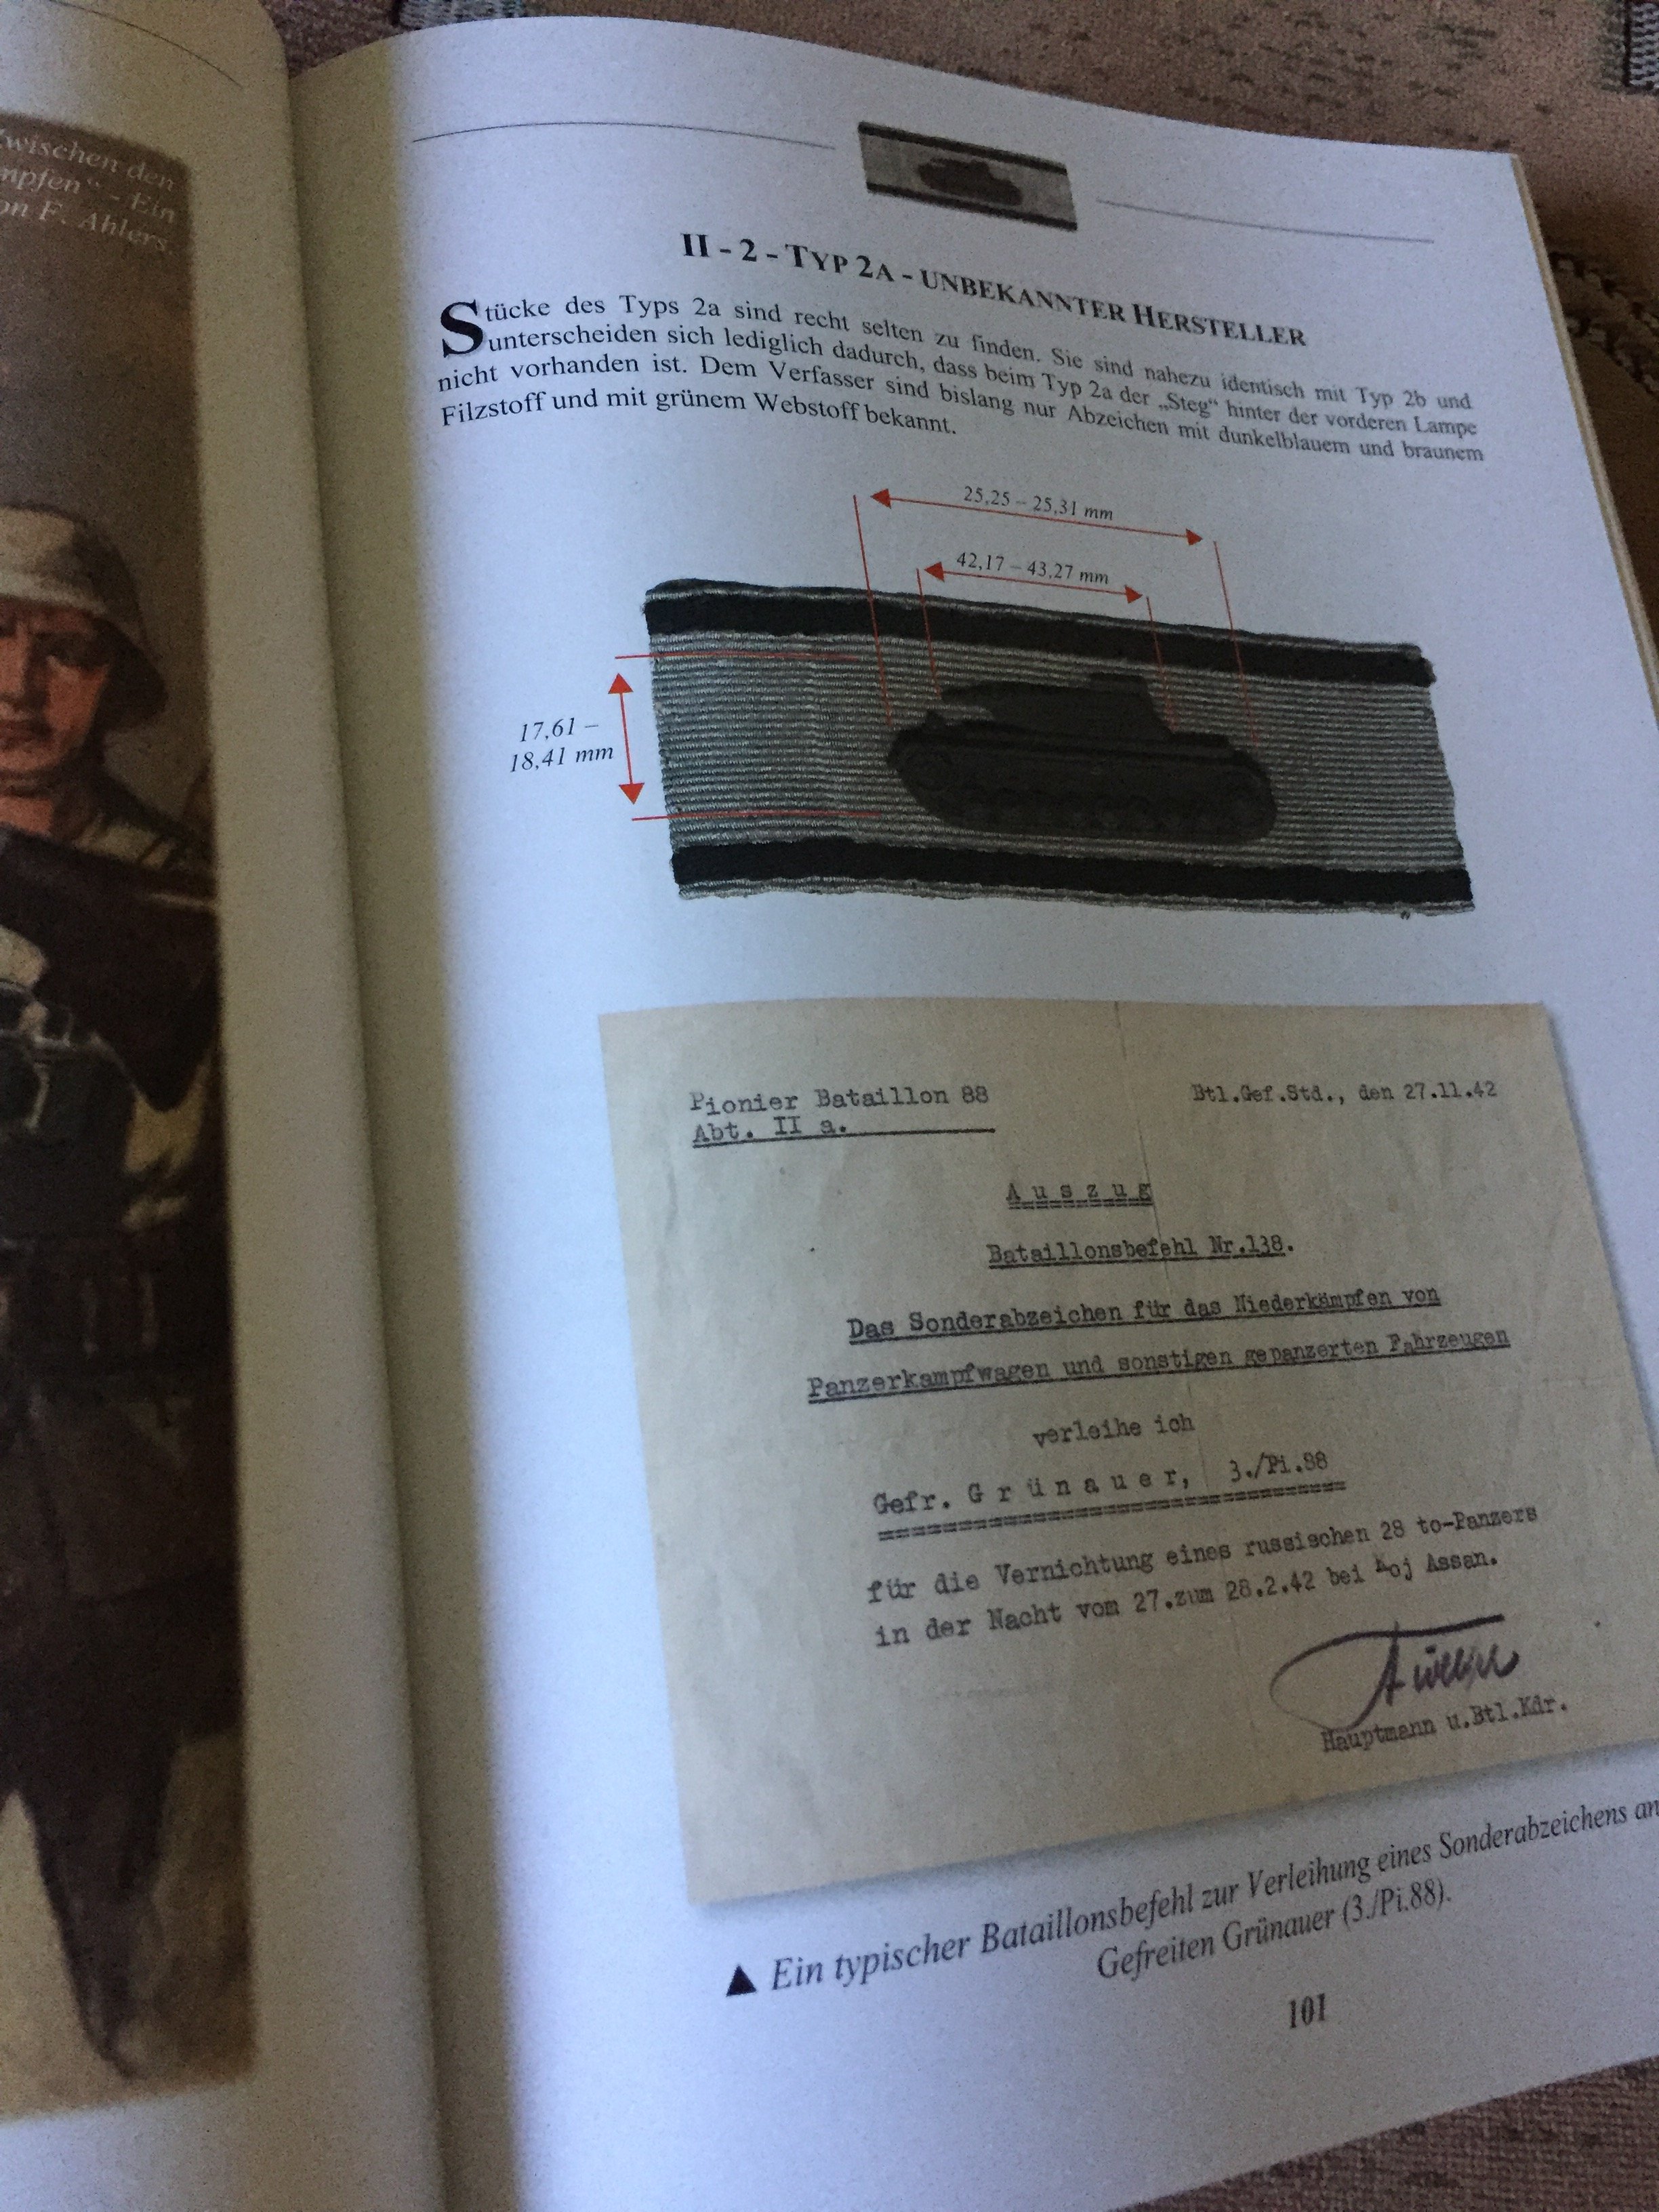 zwischen den
mpfen" - Ein
on F. Ahlers
II - 2 - TYP 2A - UNBEKANNTER HERSTELLER
Stücke des Typs 2a sind recht selten zu finden. Sie sind nahezu identisch mit Typ 2b und
unterscheiden sich lediglich dadurch, dass beim Typ 2a der „Steg“ hinter der vorderen Lampe
nicht vorhanden ist. Dem Verfasser sind bislang nur Abzeichen mit dunkelblauem und braunem
Filzstoff und mit grünem Webstoff bekannt.
25,25 – 25,31 mm
42,17 – 43,27 mm
17,61 –
18,41 mm
Pionier Bataillon 88
Btl.Gef.Std., den 27.11.42
Abt. II a.
A u s z u g
Bataillonsbefehl Nr.138.
Das Sonderabzeichen für das Niederkämpfen von
Panzerkampfwagen und sonstigen gepanzerten Fahrzeugen
verleihe ich
Gefr. G r ü n a u e r, 3./Pi.88
für die Vernichtung eines russischen 28 to-Panzers
in der Nacht vom 27.zum 28.2.42 bei Koj Assan.
Hauptmann u.Btl.Kdr.
▲ Ein typischer Bataillonsbefehl zur Verleihung eines Sonderabzeichens an
Gefreiten Grünauer (3./Pi.88).
101